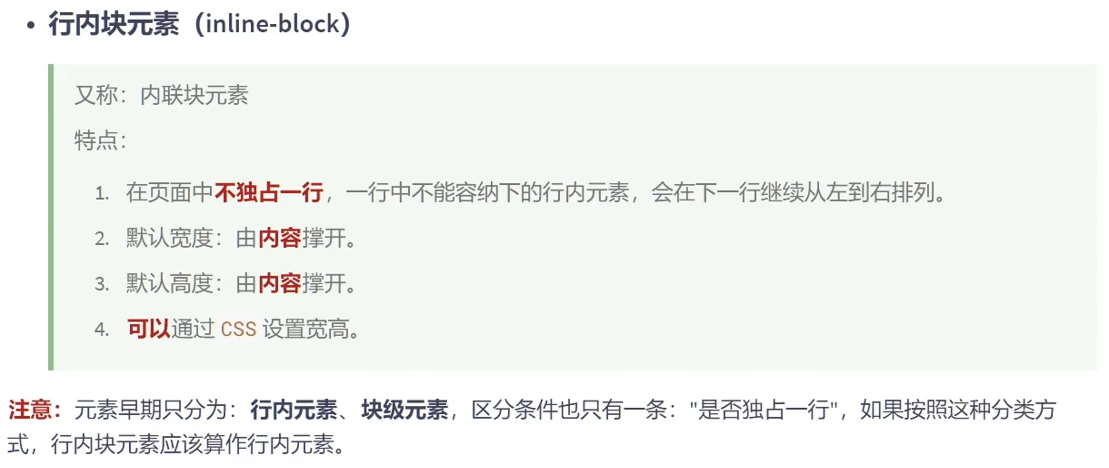 • 行内块元素（inline-block）
又称：内联块元素
特点：
1. 在页面中不独占一行，一行中不能容纳下的行内元素，会在下一行继续从左到右排列。
2. 默认宽度：由内容撑开。
3. 默认高度：由内容撑开。
4. 可以通过 CSS 设置宽高。
注意：元素早期只分为：行内元素、块级元素，区分条件也只有一条："是否独占一行"，如果按照这种分类方
式，行内块元素应该算作行内元素。